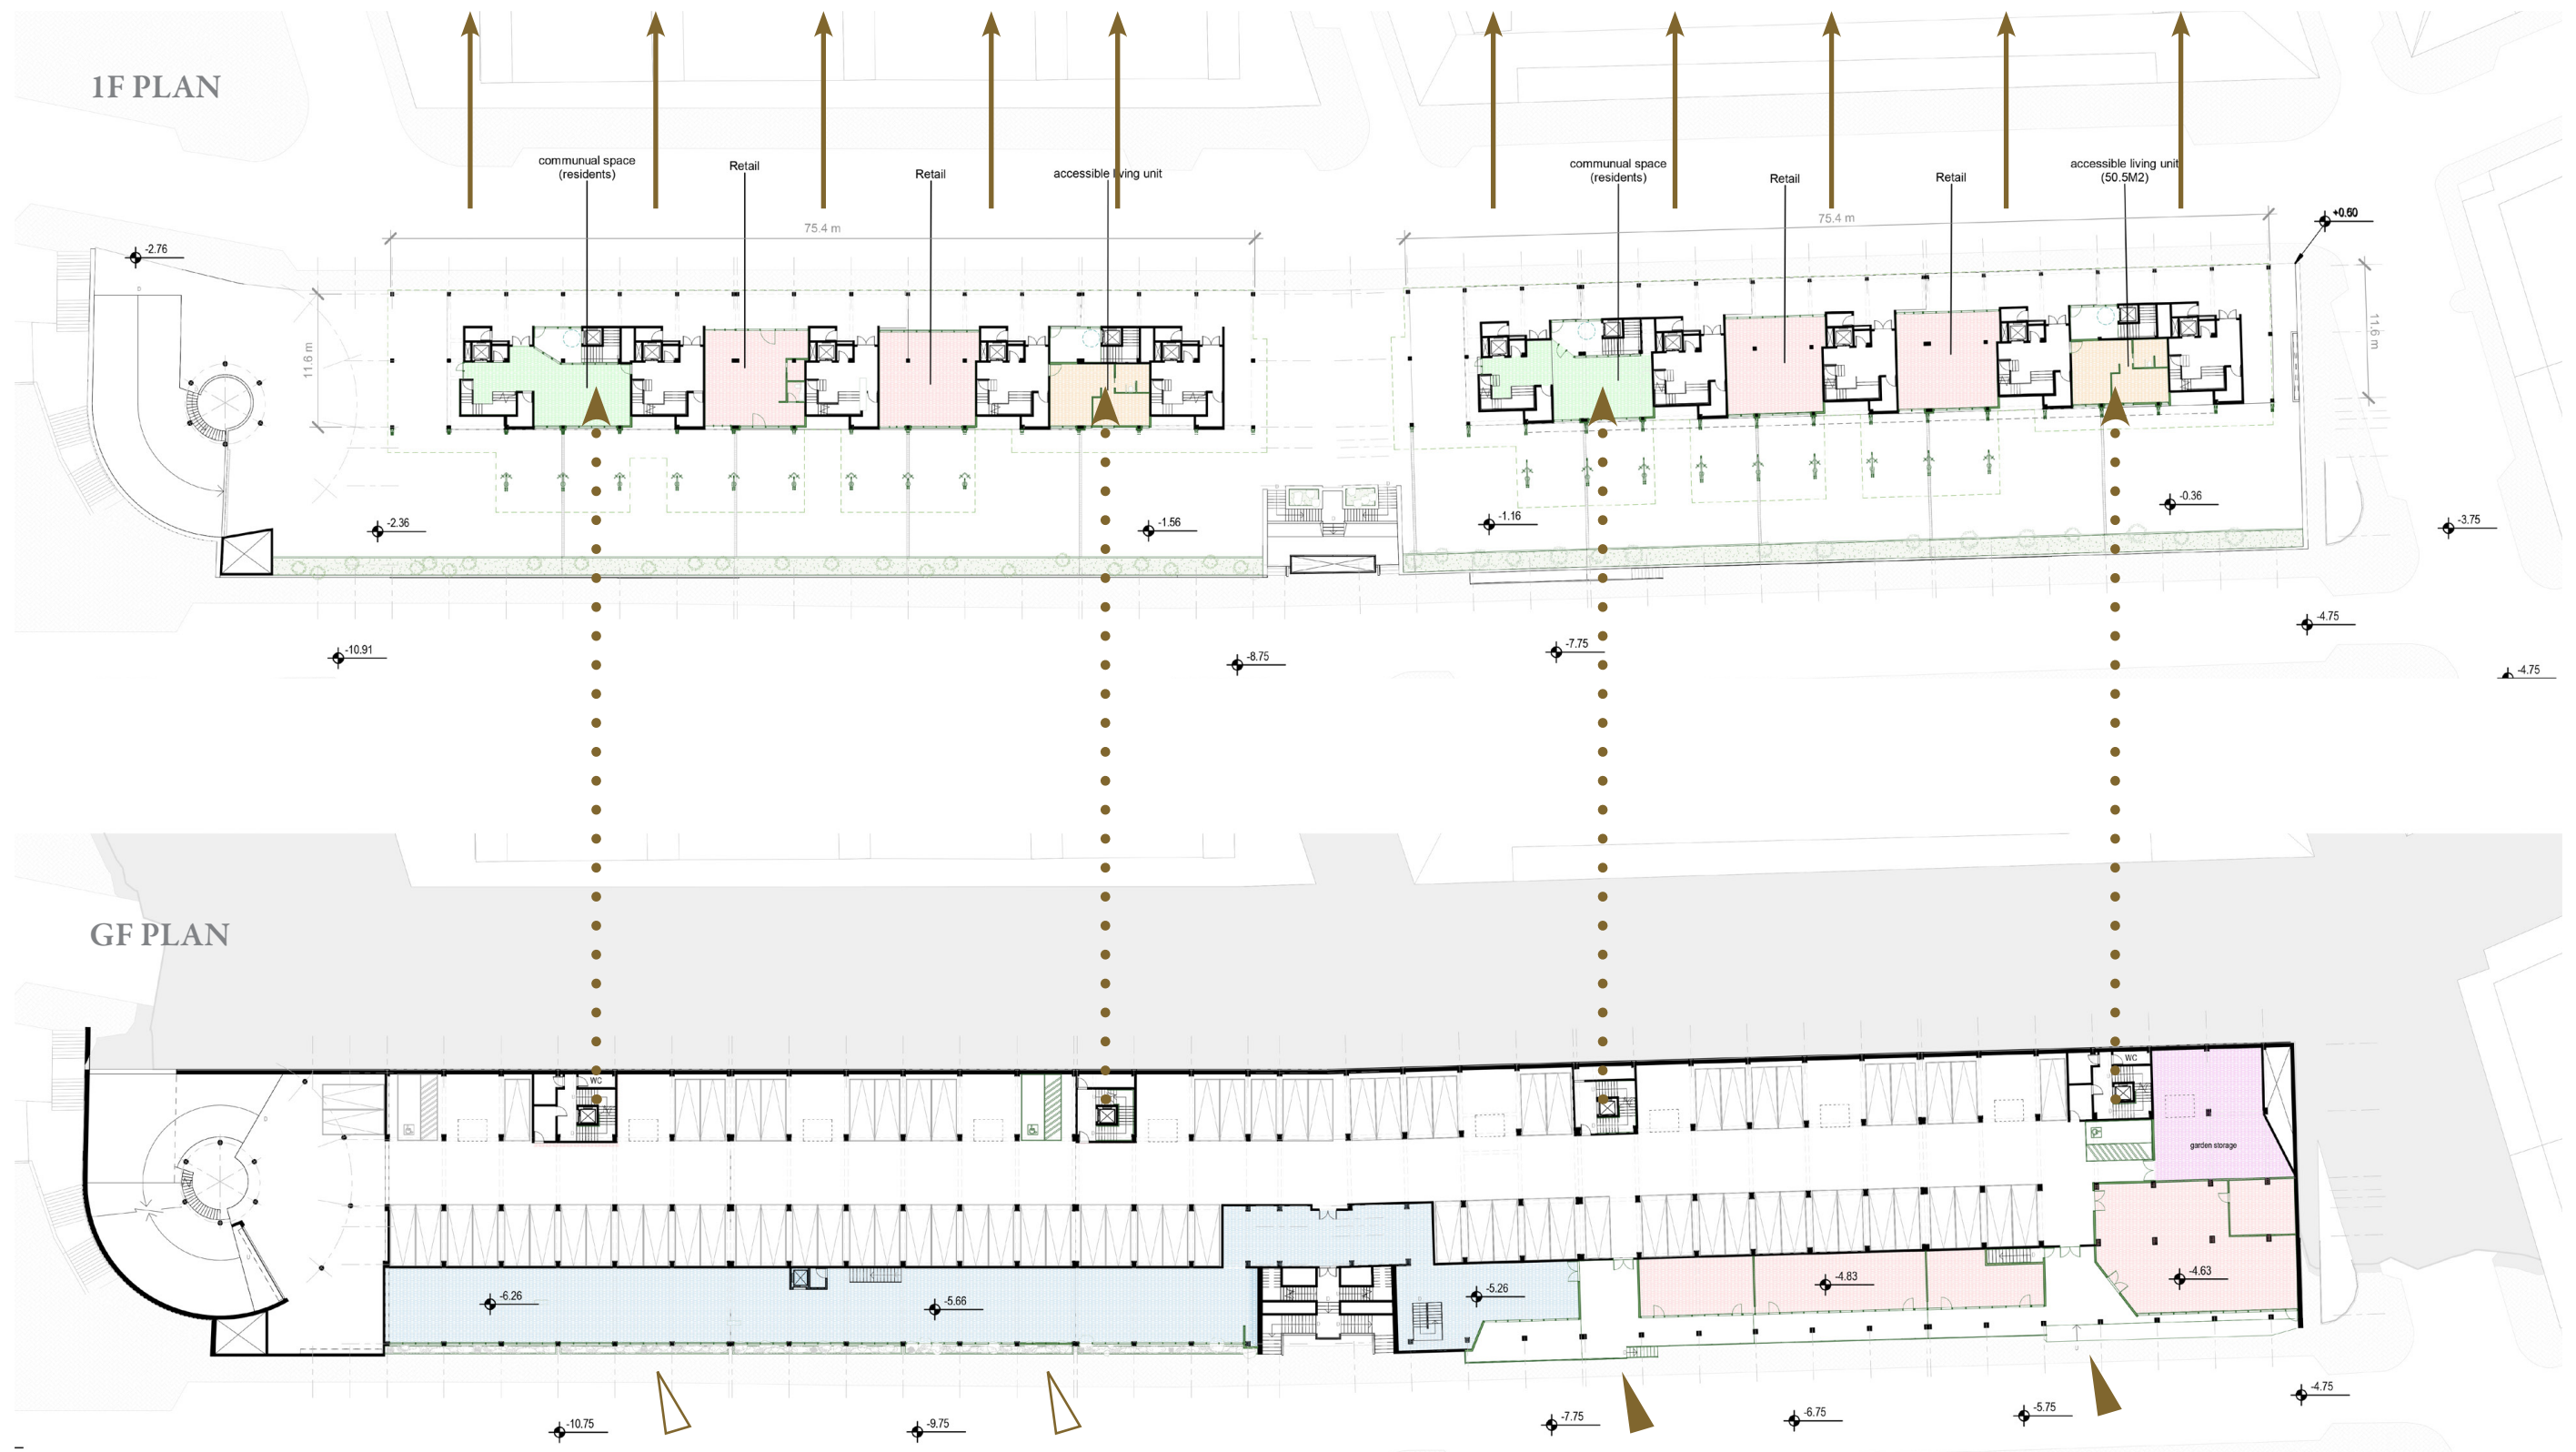 1F PLAN
communual space
(residents)
Retail
Retail
accessible living unit
communual space
(residents)
Retail
Retail
accessible living unit
(50.5M2)
75.4 m
75.4 m
-2.76
11.6 m
11.6 m
-2.36
-1.56
-1.16
-0.36
-3.75
-10.91
-8.75
-7.75
-4.75
-4.75
GF PLAN
WC
WC
garden storage
-6.26
-5.66
-5.26
-4.83
-4.63
-10.75
-9.75
-7.75
-6.75
-5.75
-4.75